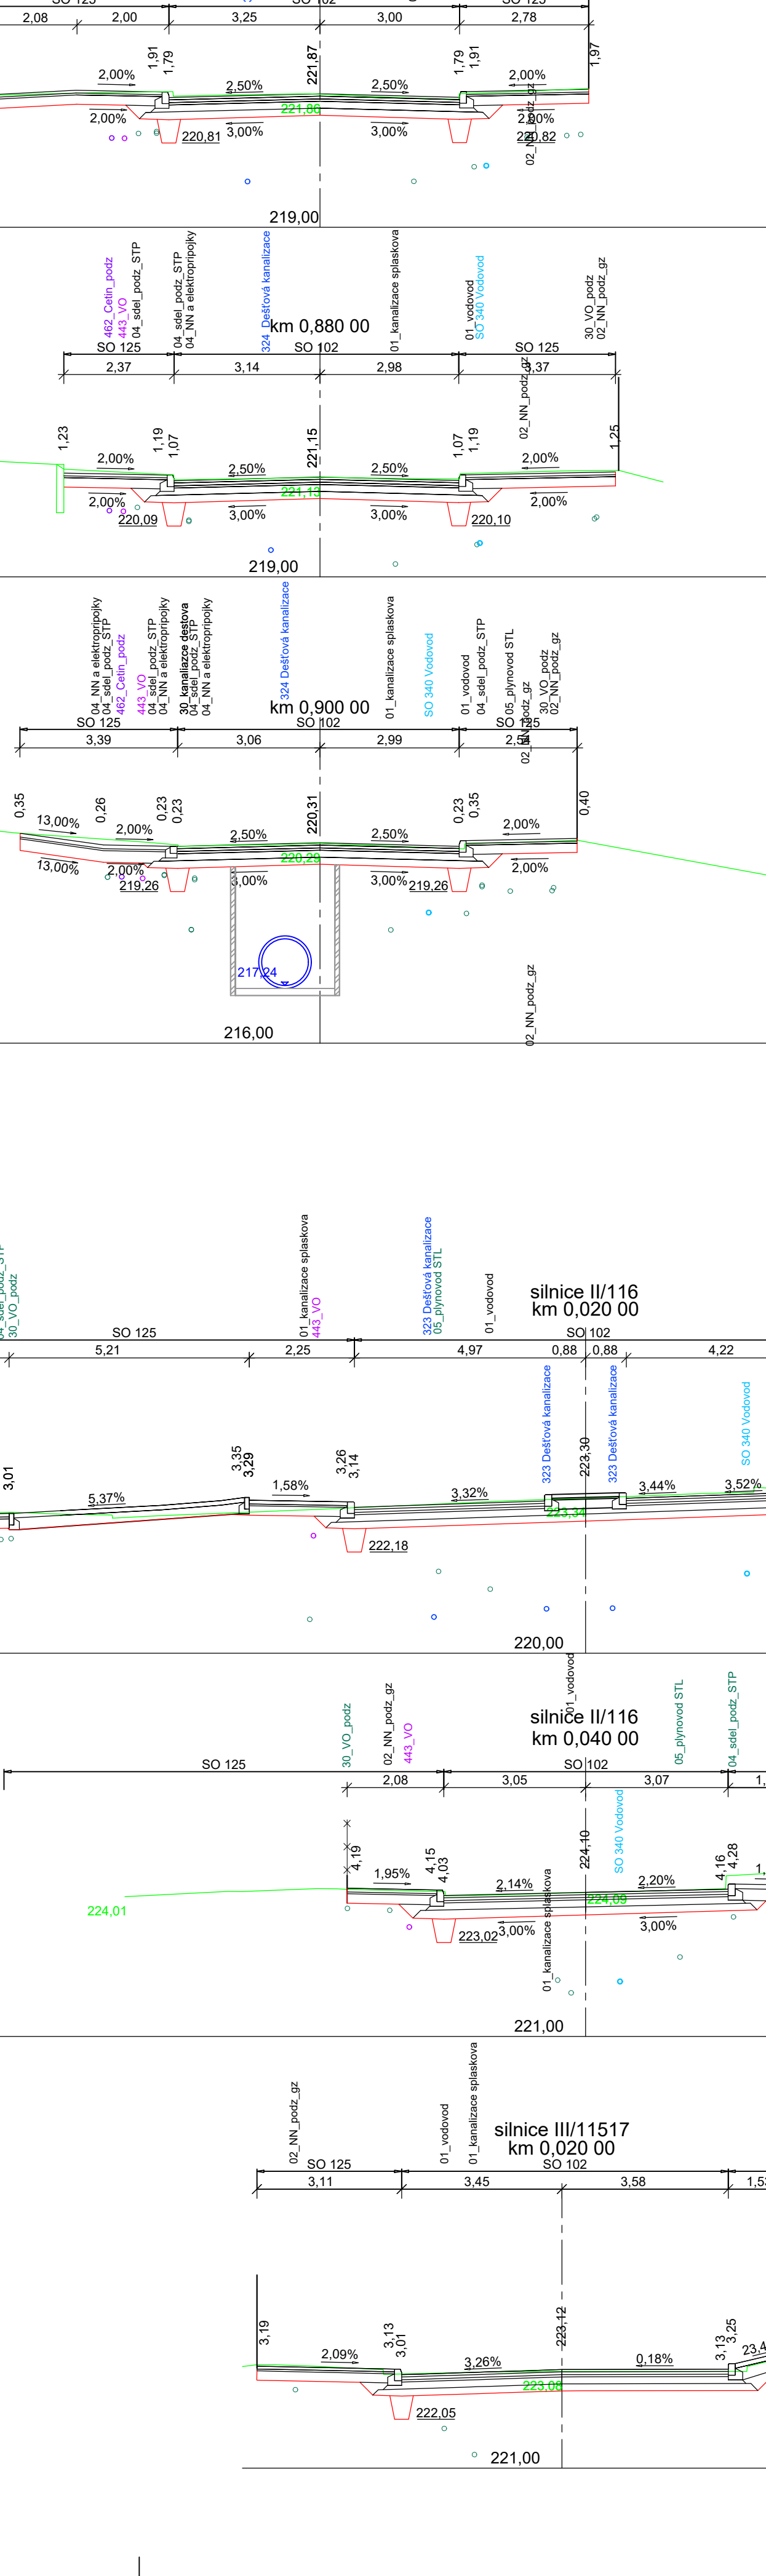 SO 125
SO 102
SO 125
2,08
2,00
3,25
3,00
2,78
1,91
1,79
221,87
1,79
1,91
1,97
2,00%
2,50%
2,50%
2,00%
221,86
2,00%
3,00%
3,00%
2,00%
220,81
220,82
02_NN_podz_gz
219,00
462_Cetin_podz
443_VO
04_sdel_podz_STP
04_sdel_podz_STP
04_NN a elektropripojky
324 Dešťová kanalizace
01_kanalizace splaskova
01_vodovod
SO 340 Vodovod
30_VO_podz
02_NN_podz_gz
km 0,880 00
SO 125
SO 102
SO 125
2,37
3,14
2,98
3,37
02_NN_podz_gz
1,23
1,19
1,07
221,15
1,07
1,19
1,25
2,00%
2,50%
2,50%
2,00%
221,13
2,00%
3,00%
3,00%
2,00%
220,09
220,10
219,00
04_NN a elektropripojky
04_sdel_podz_STP
462_Cetin_podz
443_VO
04_sdel_podz_STP
04_NN a elektropripojky
30_kanaliazce destova
04_sdel_podz_STP
04_NN a elektropripojky
324 Dešťová kanalizace
01_kanalizace splaskova
SO 340 Vodovod
01_vodovod
04_sdel_podz_STP
05_plynovod STL
30_VO_podz
02_NN_podz_gz
km 0,900 00
SO 125
SO 102
SO 125
3,39
3,06
2,99
2,54
02_NN_podz_gz
0,35
0,26
0,23
0,23
220,31
0,23
0,35
0,40
13,00%
2,00%
2,50%
2,50%
2,00%
220,29
13,00%
2,00%
3,00%
3,00%
2,00%
219,26
219,26
217,24
02_NN_podz_gz
216,00
04_sdel_podz_STP
30_VO_podz
01_kanalizace splaskova
443_VO
323 Dešťová kanalizace
05_plynovod STL
01_vodovod
silnice II/116
km 0,020 00
SO 125
SO 102
5,21
2,25
4,97
0,88
0,88
4,22
323 Dešťová kanalizace
323 Dešťová kanalizace
SO 340 Vodovod
3,01
3,35
3,29
3,26
3,14
223,30
5,37%
1,58%
3,32%
3,44%
3,52%
223,34
222,18
220,00
30_VO_podz
02_NN_podz_gz
443_VO
01_vodovod
05_plynovod STL
04_sdel_podz_STP
silnice II/116
km 0,040 00
SO 125
SO 102
2,08
3,05
3,07
1,
4,19
4,15
4,03
224,10
SO 340 Vodovod
4,16
4,28
1,95%
2,14%
2,20%
1,
224,01
224,09
223,02
3,00%
3,00%
01_kanalizace splaskova
221,00
02_NN_podz_gz
01_vodovod
01_kanalizace splaskova
silnice III/11517
km 0,020 00
SO 125
SO 102
3,11
3,45
3,58
1,53
3,19
3,13
3,01
223,12
3,13
3,25
2,09%
3,26%
0,18%
23,4
223,08
222,05
221,00